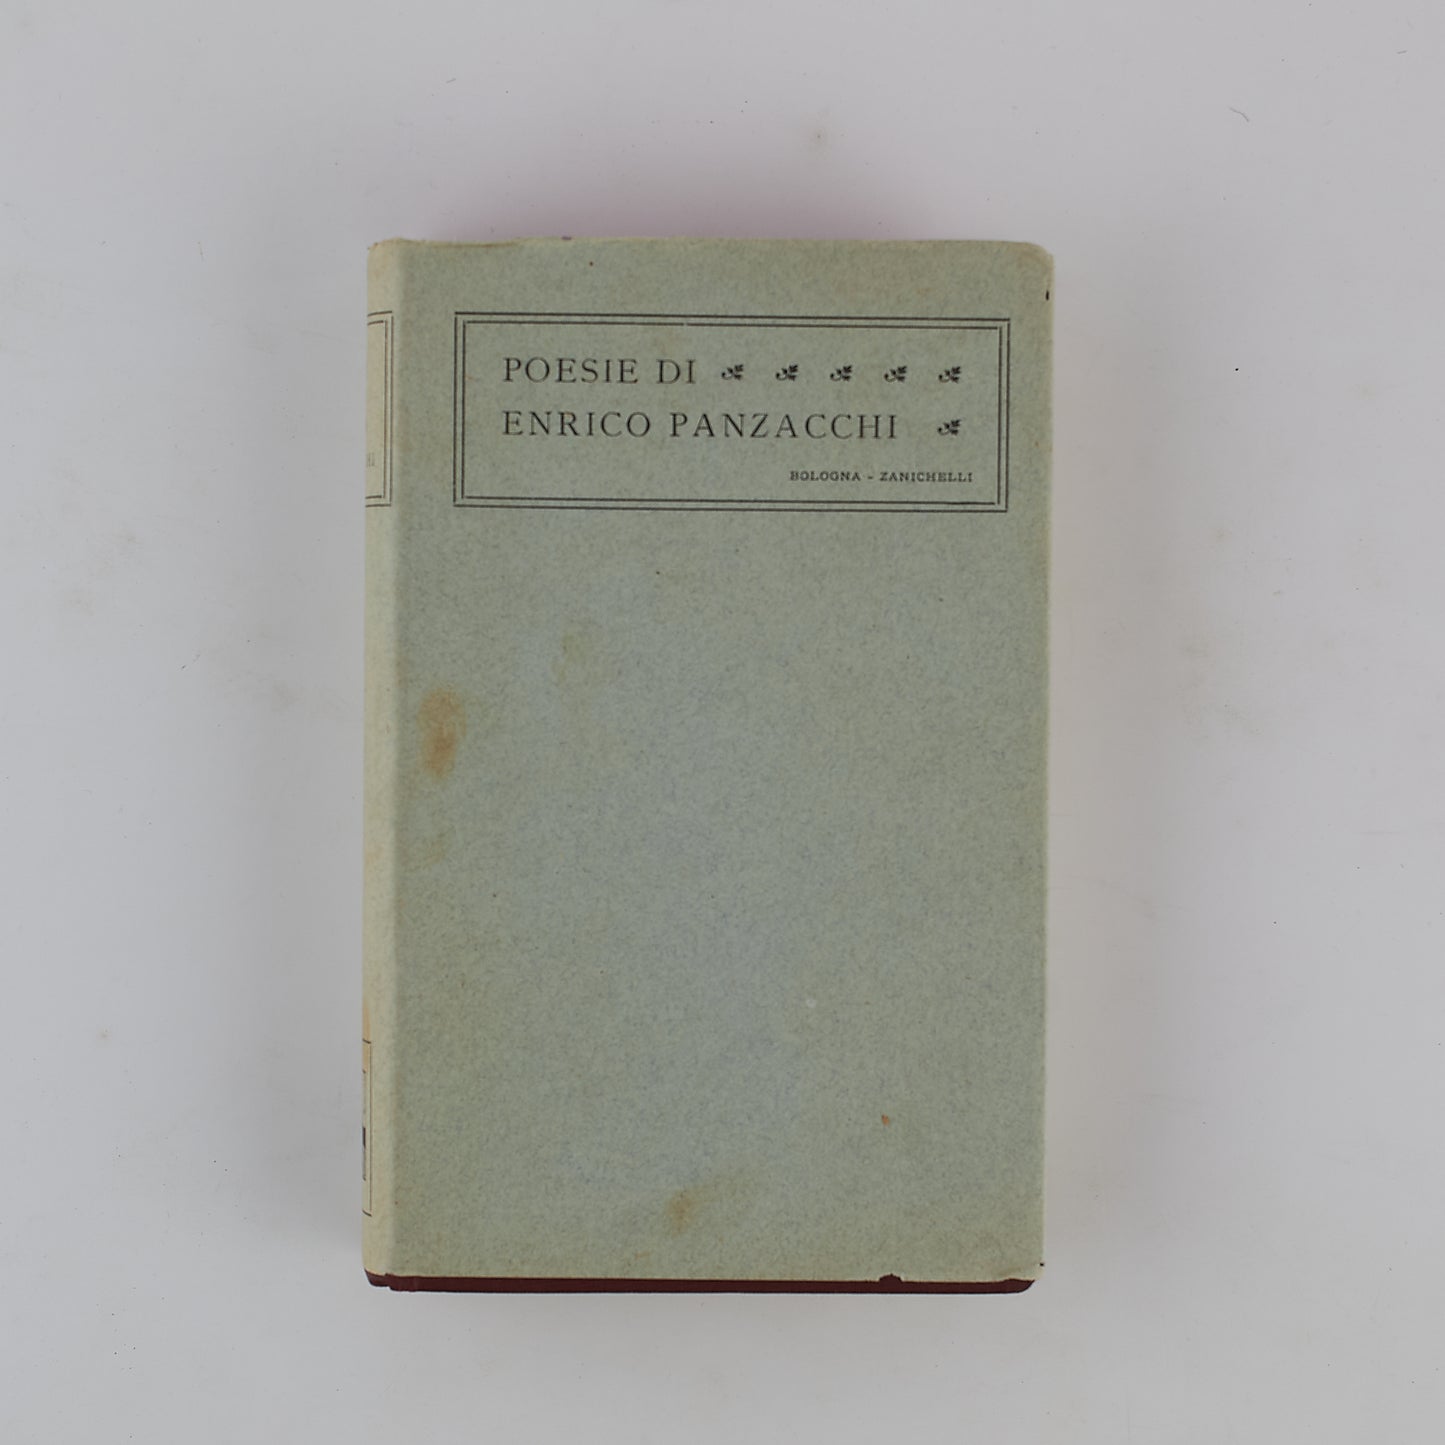 POESIE DI
ENRICO PANZACCHI
BOLOGNA - ZANICHELLI